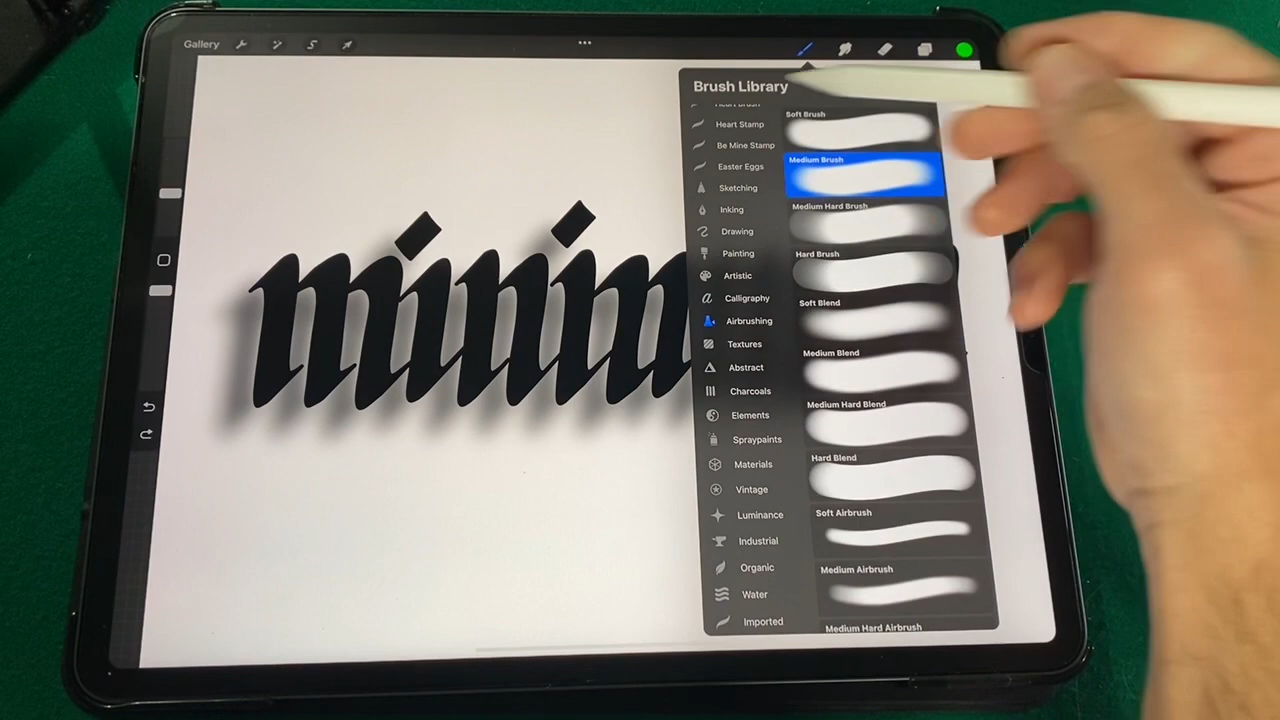 Gallery
Brush Library
Heart Brush
Heart Stamp
Be Mine Stamp
Easter Eggs
Sketching
Inking
Drawing
Painting
Artistic
Calligraphy
Airbrushing
Textures
Abstract
Charcoals
Elements
Spraypaints
Materials
Vintage
Luminance
Industrial
Organic
Water
Imported
Soft Brush
Medium Brush
Medium Hard Brush
Hard Brush
Soft Blend
Medium Blend
Medium Hard Blend
Hard Blend
Soft Airbrush
Medium Airbrush
Medium Hard Airbrush